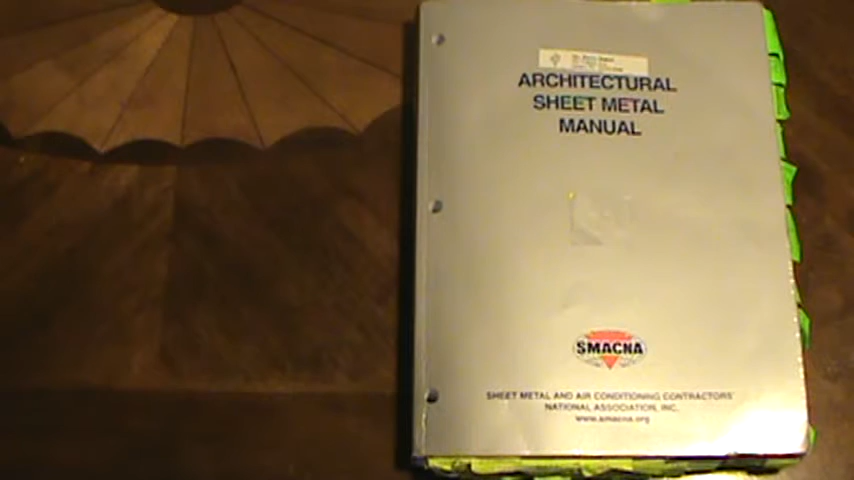 ARCHITECTURAL
SHEET METAL
MANUAL
SMACNA
SHEET METAL AND AIR CONDITIONING CONTRACTORS'
NATIONAL ASSOCIATION, INC.
www.smacna.org